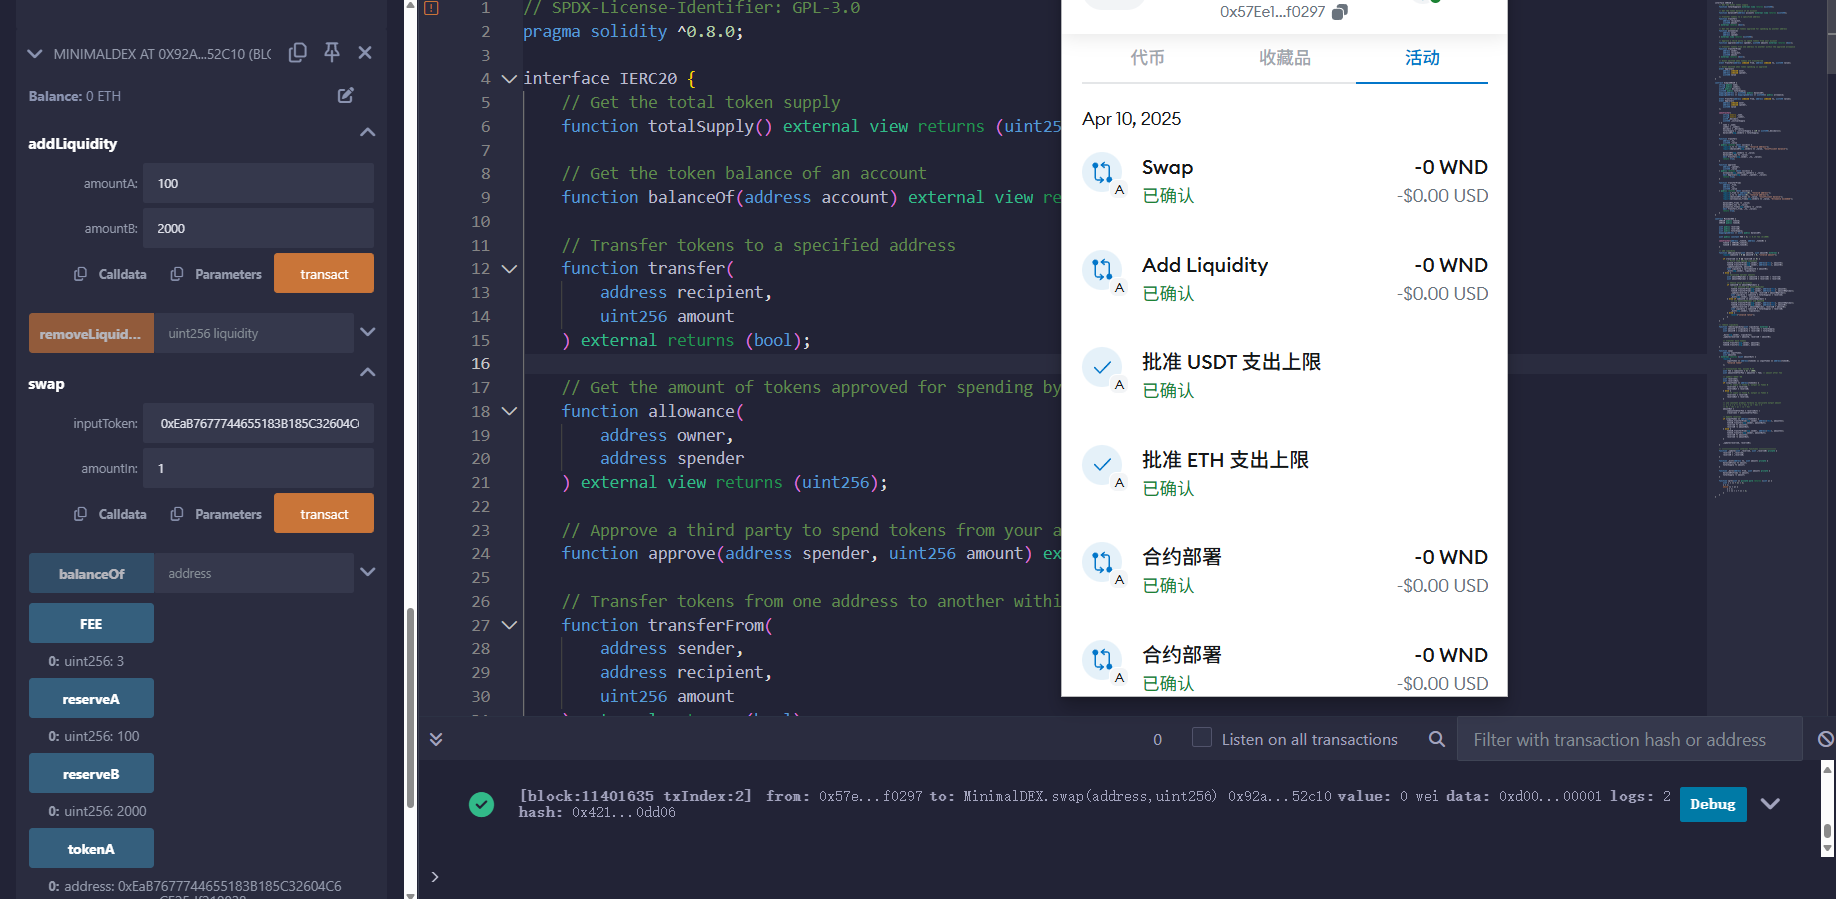 MINIMALDEX AT 0X92A...52C10 (BLC
Balance: 0 ETH
addLiquidity
amountA: 100
amountB: 2000
Calldata Parameters transact
removeLiquid... uint256 liquidity
swap
inputToken: 0xEaB7677744655183B185C32604C6
amountIn: 1
Calldata Parameters transact
balanceOf address
FEE
0: uint256: 3
reserveA
0: uint256: 100
reserveB
0: uint256: 2000
tokenA
0: address: 0xEaB7677744655183B185C32604C6
1 // SPDX-License-Identifier: GPL-3.0
2 pragma solidity ^0.8.0;
3
4 interface IERC20 {
5 // Get the total token supply
6 function totalSupply() external view returns (uint25
7
8 // Get the token balance of an account
9 function balanceOf(address account) external view re
10
11 // Transfer tokens to a specified address
12 function transfer(
13 address recipient,
14 uint256 amount
15 ) external returns (bool);
16
17 // Get the amount of tokens approved for spending by
18 function allowance(
19 address owner,
20 address spender
21 ) external view returns (uint256);
22
23 // Approve a third party to spend tokens from your a
24 function approve(address spender, uint256 amount) ex
25
26 // Transfer tokens from one address to another withi
27 function transferFrom(
28 address sender,
29 address recipient,
30 uint256 amount
0x57Ee1...f0297
代币 收藏品 活动
Apr 10, 2025
Swap -0 WND
已确认 -$0.00 USD
A
Add Liquidity -0 WND
已确认 -$0.00 USD
A
批准 USDT 支出上限
已确认
A
批准 ETH 支出上限
已确认
A
合约部署 -0 WND
已确认 -$0.00 USD
A
合约部署 -0 WND
已确认 -$0.00 USD
A
0 Listen on all transactions Filter with transaction hash or address
[block:11401635 txIndex:2] from: 0x57e...f0297 to: MinimalDEX.swap(address,uint256) 0x92a...52c10 value: 0 wei data: 0xd00...00001 logs: 2
hash: 0x421...0dd06
Debug
>